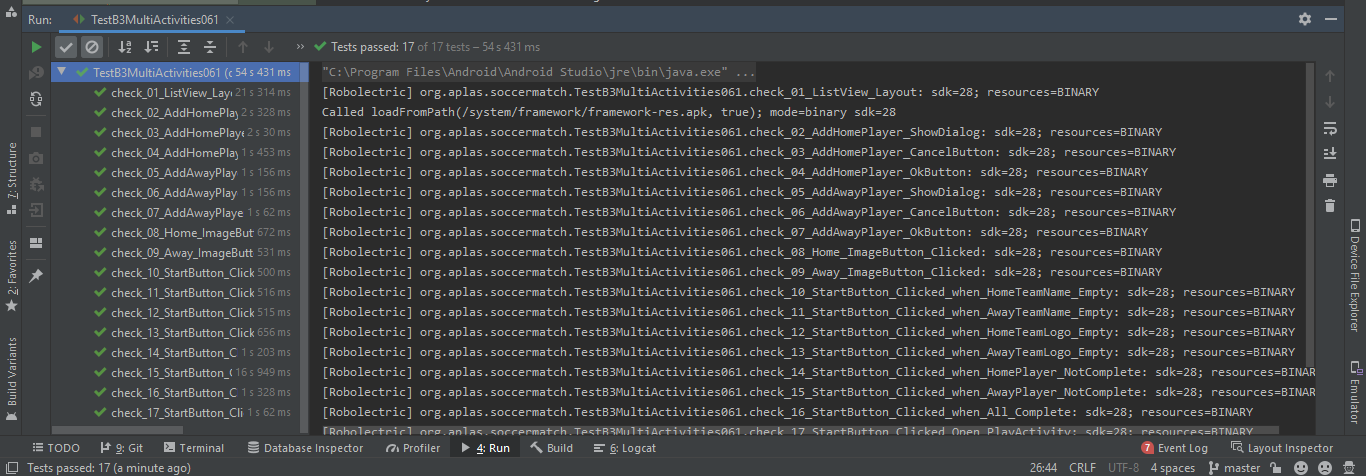 Run: TestB3MultiActivities061
Tests passed: 17 of 17 tests – 54 s 431 ms
TestB3MultiActivities061 (c 54 s 431 ms
check_01_ListView_Layı 21 s 314 ms
check_02_AddHomePlay 2 s 328 ms
check_03_AddHomePlay 2 s 30 ms
check_04_AddHomePlay 1 s 453 ms
check_05_AddAwayPlay 1 s 156 ms
check_06_AddAwayPlay 1 s 156 ms
check_07_AddAwayPlaye 1 s 62 ms
check_08_Home_ImageBut 672 ms
check_09_Away_ImageButt 531 ms
check_10_StartButton_Click 500 ms
check_11_StartButton_Click 516 ms
check_12_StartButton_Click 515 ms
check_13_StartButton_Click 656 ms
check_14_StartButton_C 1 s 203 ms
check_15_StartButton_( 16 s 949 ms
check_16_StartButton_C 1 s 328 ms
check_17_StartButton_Cli 1 s 62 ms
"C:\Program Files\Android\Android Studio\jre\bin\java.exe" ...
[Robolectric] org.aplas.soccermatch.TestB3MultiActivities061.check_01_ListView_Layout: sdk=28; resources=BINARY
Called loadFromPath(/system/framework/framework-res.apk, true); mode=binary sdk=28
[Robolectric] org.aplas.soccermatch.TestB3MultiActivities061.check_02_AddHomePlayer_ShowDialog: sdk=28; resources=BINARY
[Robolectric] org.aplas.soccermatch.TestB3MultiActivities061.check_03_AddHomePlayer_CancelButton: sdk=28; resources=BINARY
[Robolectric] org.aplas.soccermatch.TestB3MultiActivities061.check_04_AddHomePlayer_OkButton: sdk=28; resources=BINARY
[Robolectric] org.aplas.soccermatch.TestB3MultiActivities061.check_05_AddAwayPlayer_ShowDialog: sdk=28; resources=BINARY
[Robolectric] org.aplas.soccermatch.TestB3MultiActivities061.check_06_AddAwayPlayer_CancelButton: sdk=28; resources=BINARY
[Robolectric] org.aplas.soccermatch.TestB3MultiActivities061.check_07_AddAwayPlayer_OkButton: sdk=28; resources=BINARY
[Robolectric] org.aplas.soccermatch.TestB3MultiActivities061.check_08_Home_ImageButton_Clicked: sdk=28; resources=BINARY
[Robolectric] org.aplas.soccermatch.TestB3MultiActivities061.check_09_Away_ImageButton_Clicked: sdk=28; resources=BINARY
[Robolectric] org.aplas.soccermatch.TestB3MultiActivities061.check_10_StartButton_Clicked_when_HomeTeamName_Empty: sdk=28; resources=BINARY
[Robolectric] org.aplas.soccermatch.TestB3MultiActivities061.check_11_StartButton_Clicked_when_AwayTeamName_Empty: sdk=28; resources=BINARY
[Robolectric] org.aplas.soccermatch.TestB3MultiActivities061.check_12_StartButton_Clicked_when_HomeTeamLogo_Empty: sdk=28; resources=BINARY
[Robolectric] org.aplas.soccermatch.TestB3MultiActivities061.check_13_StartButton_Clicked_when_AwayTeamLogo_Empty: sdk=28; resources=BINARY
[Robolectric] org.aplas.soccermatch.TestB3MultiActivities061.check_14_StartButton_Clicked_when_HomePlayer_NotComplete: sdk=28; resources=BINAR
[Robolectric] org.aplas.soccermatch.TestB3MultiActivities061.check_15_StartButton_Clicked_when_AwayPlayer_NotComplete: sdk=28; resources=BINAR
[Robolectric] org.aplas.soccermatch.TestB3MultiActivities061.check_16_StartButton_Clicked_when_All_Complete: sdk=28; resources=BINARY
[Robolectric] org.aplas.soccermatch.TestB3MultiActivities061.check_17_StartButton_Clicked_Open_PlayActivity: sdk=28; resources=BINARY
7: Structure
2: Favorites
Build Variants
Device File Explorer
Emulator
TODO 9: Git Terminal Database Inspector Profiler 4: Run Build 6: Logcat 7 Event Log Layout Inspector
Tests passed: 17 (a minute ago) 26:44 CRLF UTF-8 4 spaces master